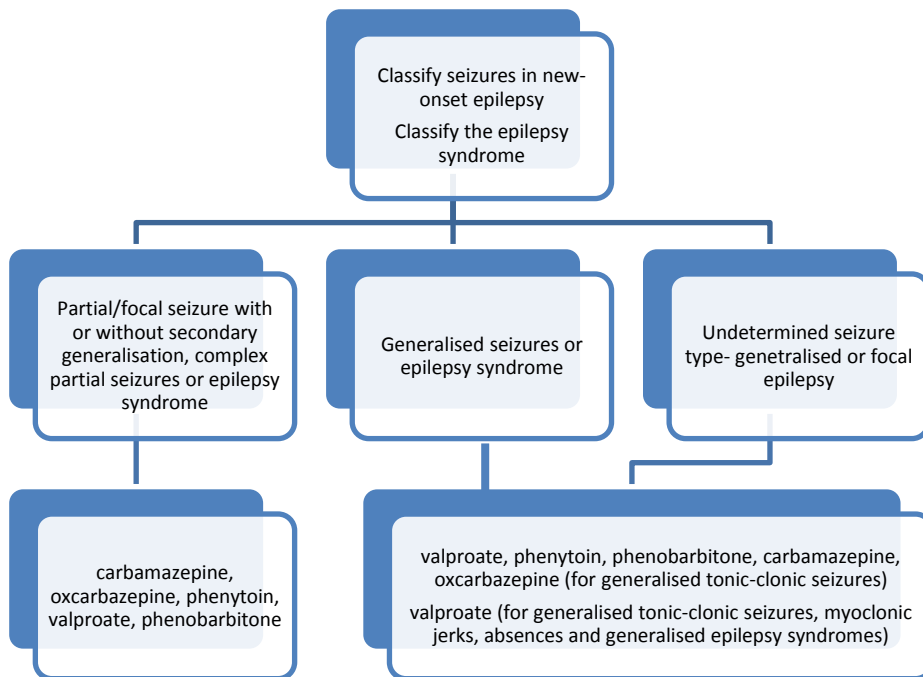 Classify seizures in new-
onset epilepsy
Classify the epilepsy
syndrome
Partial/focal seizure with
or without secondary
generalisation, complex
partial seizures or epilepsy
syndrome
Generalised seizures or
epilepsy syndrome
Undetermined seizure
type- genetralised or focal
epilepsy
carbamazepine,
oxcarbazepine, phenytoin,
valproate, phenobarbitone
valproate, phenytoin, phenobarbitone, carbamazepine,
oxcarbazepine (for generalised tonic-clonic seizures)
valproate (for generalised tonic-clonic seizures, myoclonic
jerks, absences and generalised epilepsy syndromes)